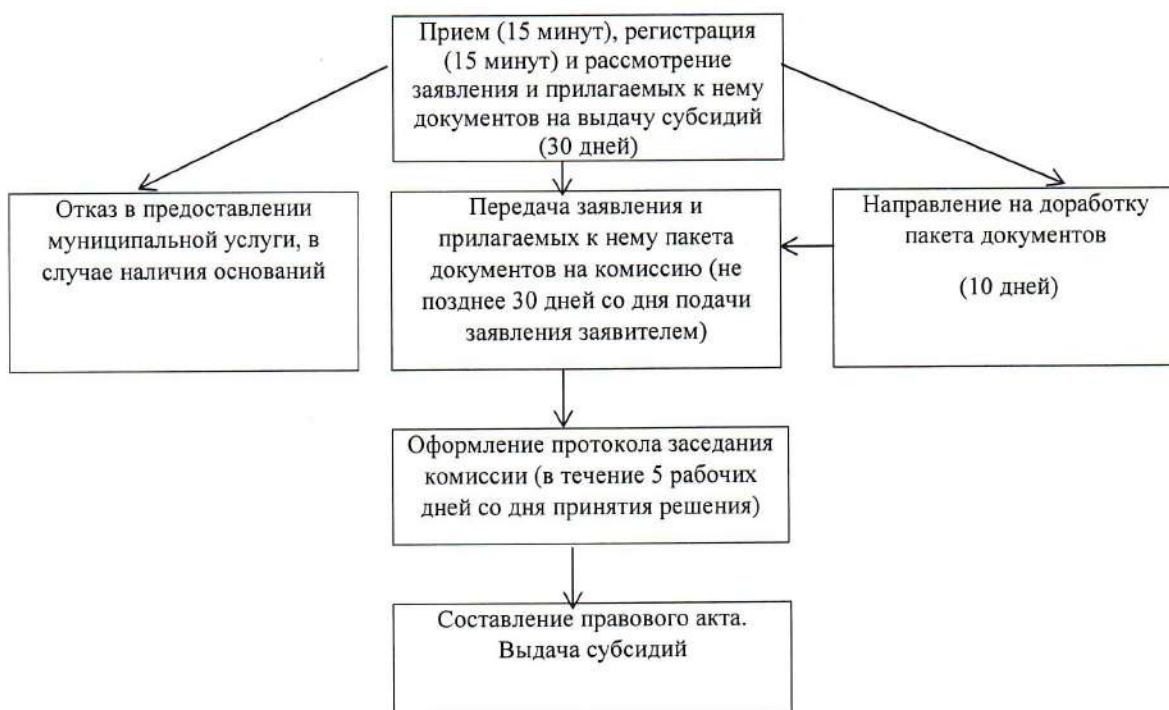 Прием (15 минут), регистрация
(15 минут) и рассмотрение
заявления и прилагаемых к нему
документов на выдачу субсидий
(30 дней)
Отказ в предоставлении
муниципальной услуги, в
случае наличия оснований
Передача заявления и
прилагаемых к нему пакета
документов на комиссию (не
позднее 30 дней со дня подачи
заявления заявителем)
Направление на доработку
пакета документов
(10 дней)
Оформление протокола заседания
комиссии (в течение 5 рабочих
дней со дня принятия решения)
Составление правового акта.
Выдача субсидий